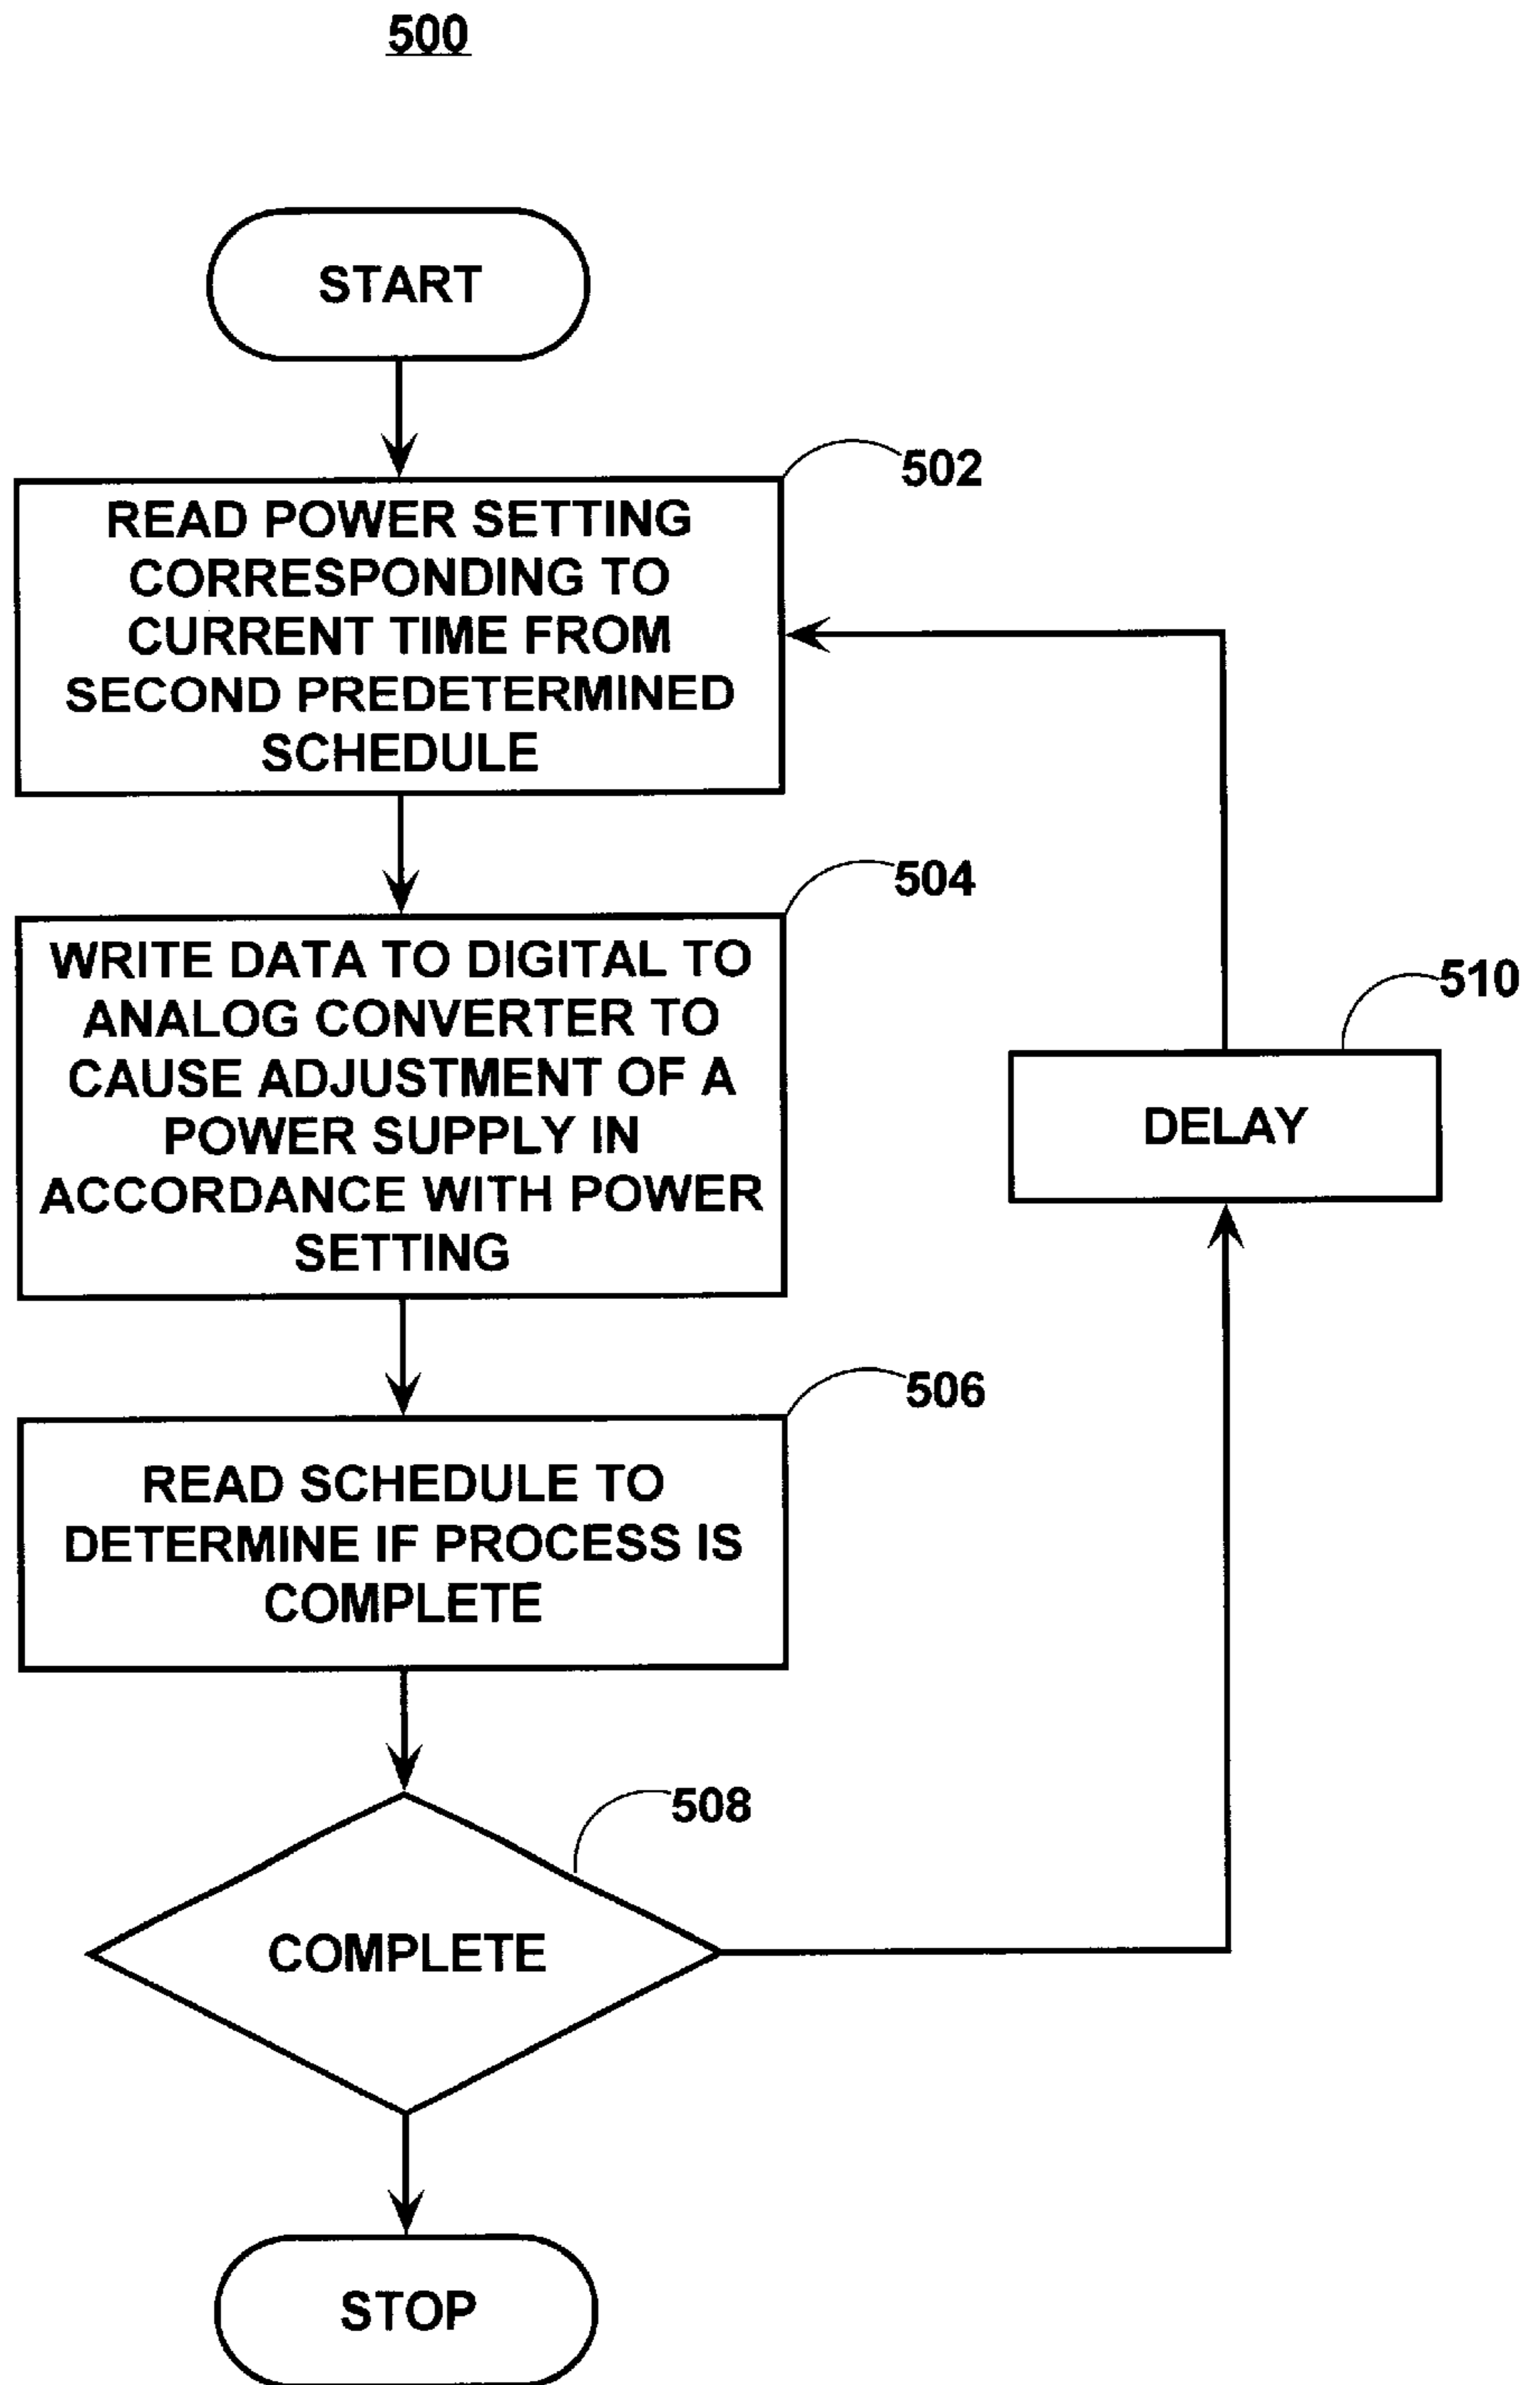 500
START
502
READ POWER SETTING
CORRESPONDING TO
CURRENT TIME FROM
SECOND PREDETERMINED
SCHEDULE
504
WRITE DATA TO DIGITAL TO
ANALOG CONVERTER TO
CAUSE ADJUSTMENT OF A
POWER SUPPLY IN
ACCORDANCE WITH POWER
SETTING
510
DELAY
506
READ SCHEDULE TO
DETERMINE IF PROCESS IS
COMPLETE
508
COMPLETE
STOP